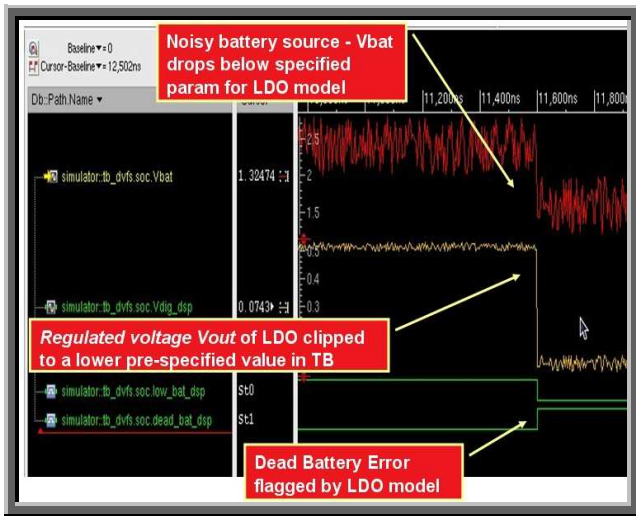 Baseline▼=0
Cursor-Baseline▼=12,502ns
Noisy battery source - Vbat
drops below specified
param for LDO model
Db::Path.Name ▼
11,200ns |11,400ns |11,600ns |11,800n
simulator::tb_dvfs.soc.Vbat
1.32474
2.5
2
1.5
simulator::tb_dvfs.soc.Vdig_dsp
0.0743
0.5
0.4
0.3
Regulated voltage Vout of LDO clipped
to a lower pre-specified value in TB
simulator::tb_dvfs.soc.low_bat_dsp
St0
simulator::tb_dvfs.soc.dead_bat_dsp
St1
Dead Battery Error
flagged by LDO model